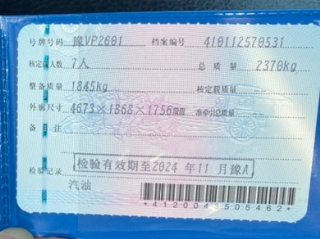 号牌号码 豫VP2681 档案编号 410112570531
核定载人数 7人 总质量 2370kg
整备质量 1845kg 核定载质量
外廓尺寸 4673×1868×1756mm 准牵引总质量
备注
检验记录 检验有效期至2024年11月豫A
汽油
*4120041505462*